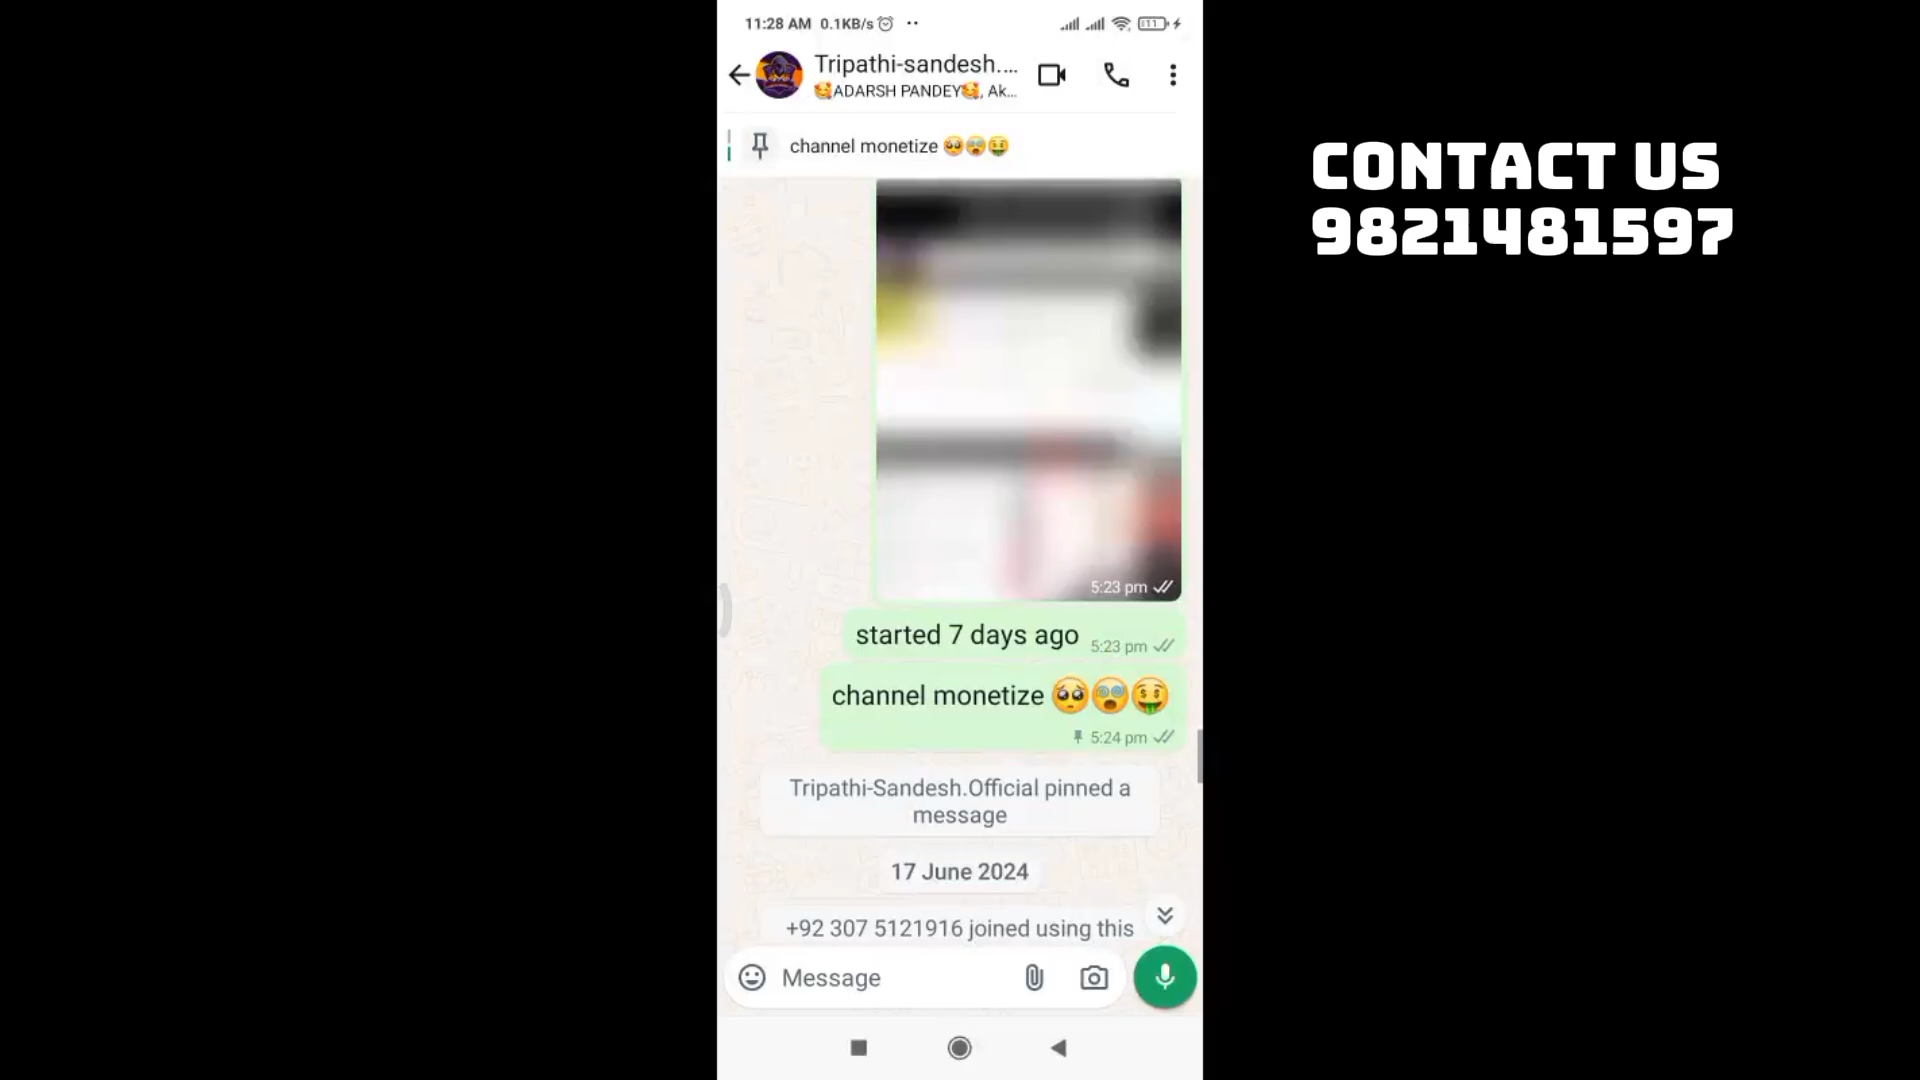 11:28 AM 0.1KB/s
Tripathi-sandesh....
🥰ADARSH PANDEY🥰, Ak...
channel monetize 🥺😵‍💫🤑
CONTACT US
9821481597
5:23 pm
started 7 days ago 5:23 pm
channel monetize 🥺😵‍💫🤑
5:24 pm
Tripathi-Sandesh.Official pinned a
message
17 June 2024
+92 307 5121916 joined using this
Message